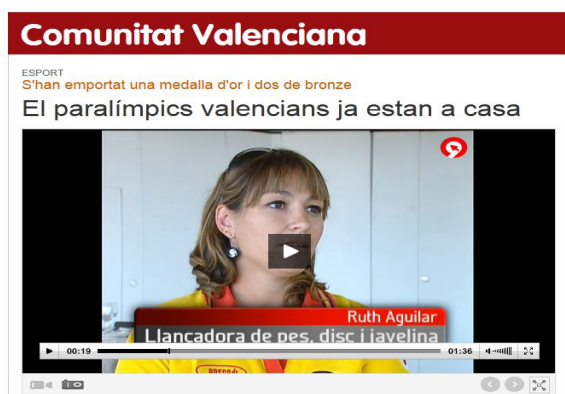 Comunitat Valenciana
ESPORT
S'han emportat una medalla d'or i dos de bronze
El paralímpics valencians ja estan a casa
Ruth Aguilar
Llançadora de pes, disc i javelina
00:19
01:36